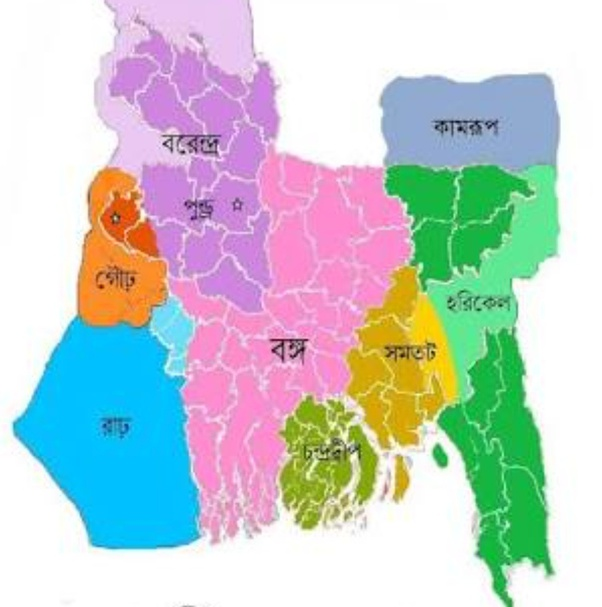 কামরূপ
বরেন্দ্র
পুন্ড্র
গৌঢ়
হরিকেল
বঙ্গ
সমতট
রাঢ়
চন্দ্রদ্বীপ